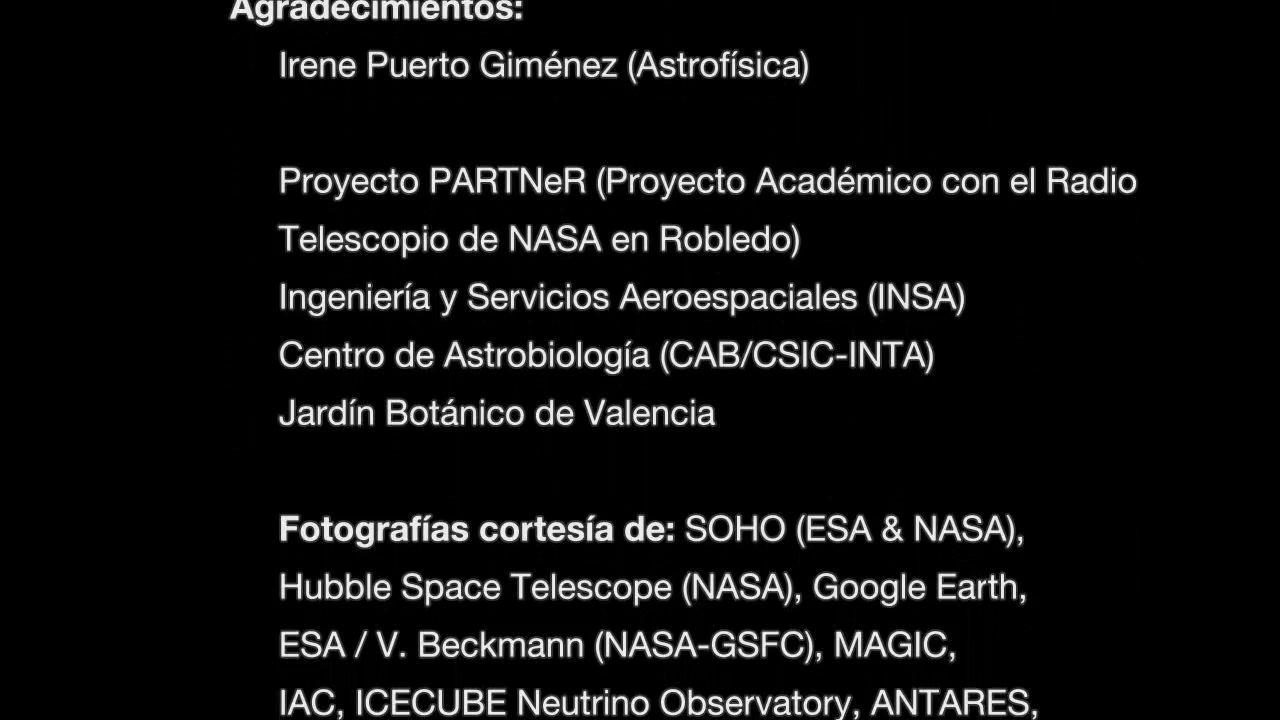 Agradecimientos:
Irene Puerto Giménez (Astrofísica)
Proyecto PARTNeR (Proyecto Académico con el Radio
Telescopio de NASA en Robledo)
Ingeniería y Servicios Aeroespaciales (INSA)
Centro de Astrobiología (CAB/CSIC-INTA)
Jardín Botánico de Valencia
Fotografías cortesía de: SOHO (ESA & NASA),
Hubble Space Telescope (NASA), Google Earth,
ESA / V. Beckmann (NASA-GSFC), MAGIC,
IAC, ICECUBE Neutrino Observatory, ANTARES,